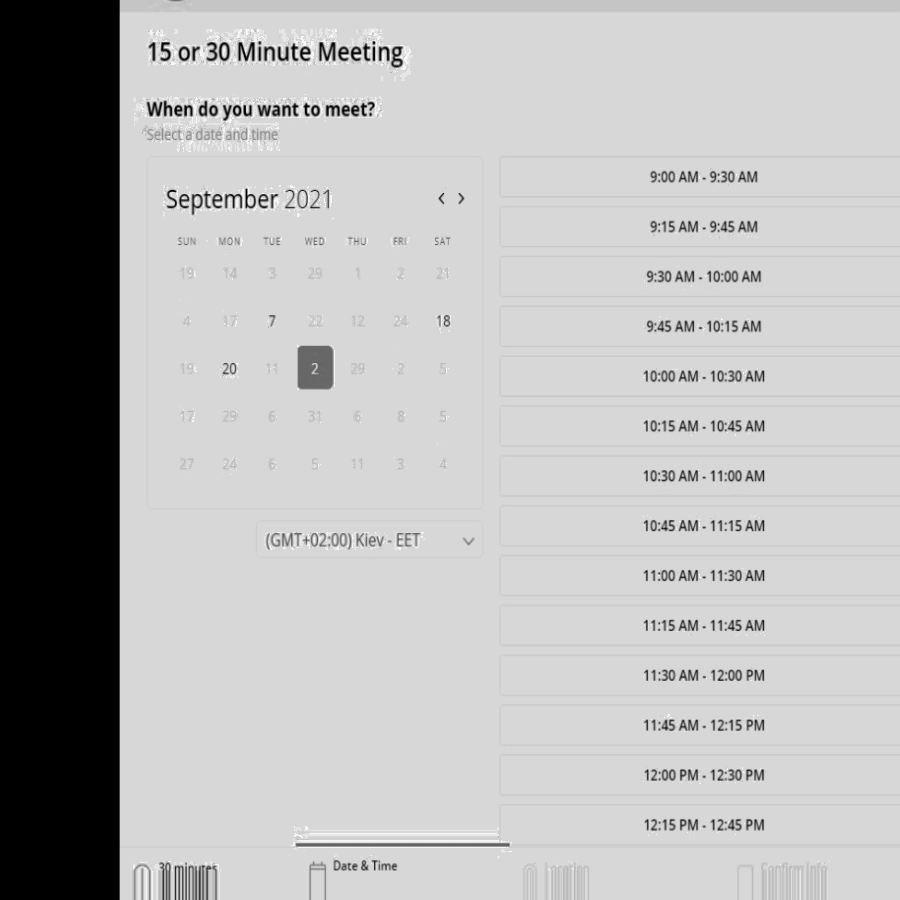 15 or 30 Minute Meeting
When do you want to meet?
Select a date and time
September 2021
SUN MON TUE WED THU FRI SAT
19 14 3 29 1 2 21
4 17 7 22 12 24 18
19 20 11 2 29 2 5
17 29 6 31 6 8 5
27 24 6 5 11 3 4
(GMT+02:00) Kiev - EET
9:00 AM - 9:30 AM
9:15 AM - 9:45 AM
9:30 AM - 10:00 AM
9:45 AM - 10:15 AM
10:00 AM - 10:30 AM
10:15 AM - 10:45 AM
10:30 AM - 11:00 AM
10:45 AM - 11:15 AM
11:00 AM - 11:30 AM
11:15 AM - 11:45 AM
11:30 AM - 12:00 PM
11:45 AM - 12:15 PM
12:00 PM - 12:30 PM
12:15 PM - 12:45 PM
30 minutes
Date & Time
Location
Confirm Info